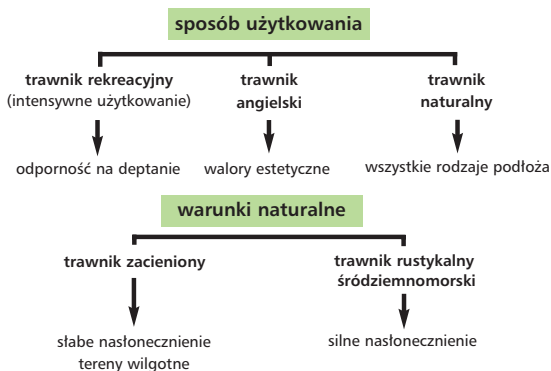 sposób użytkowania
trawnik rekreacyjny
(intensywne użytkowanie)
odporność na deptanie
trawnik
angielski
walory estetyczne
trawnik
naturalny
wszystkie rodzaje podłoża
warunki naturalne
trawnik zacieniony
słabe nasłonecznienie
tereny wilgotne
trawnik rustykalny
śródziemnomorski
silne nasłonecznienie